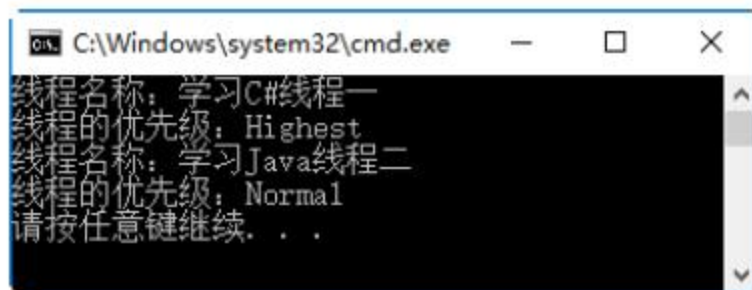 C:\Windows\system32\cmd.exe
线程名称：学习C#线程一
线程的优先级：Highest
线程名称：学习Java线程二
线程的优先级：Normal
请按任意键继续. . .